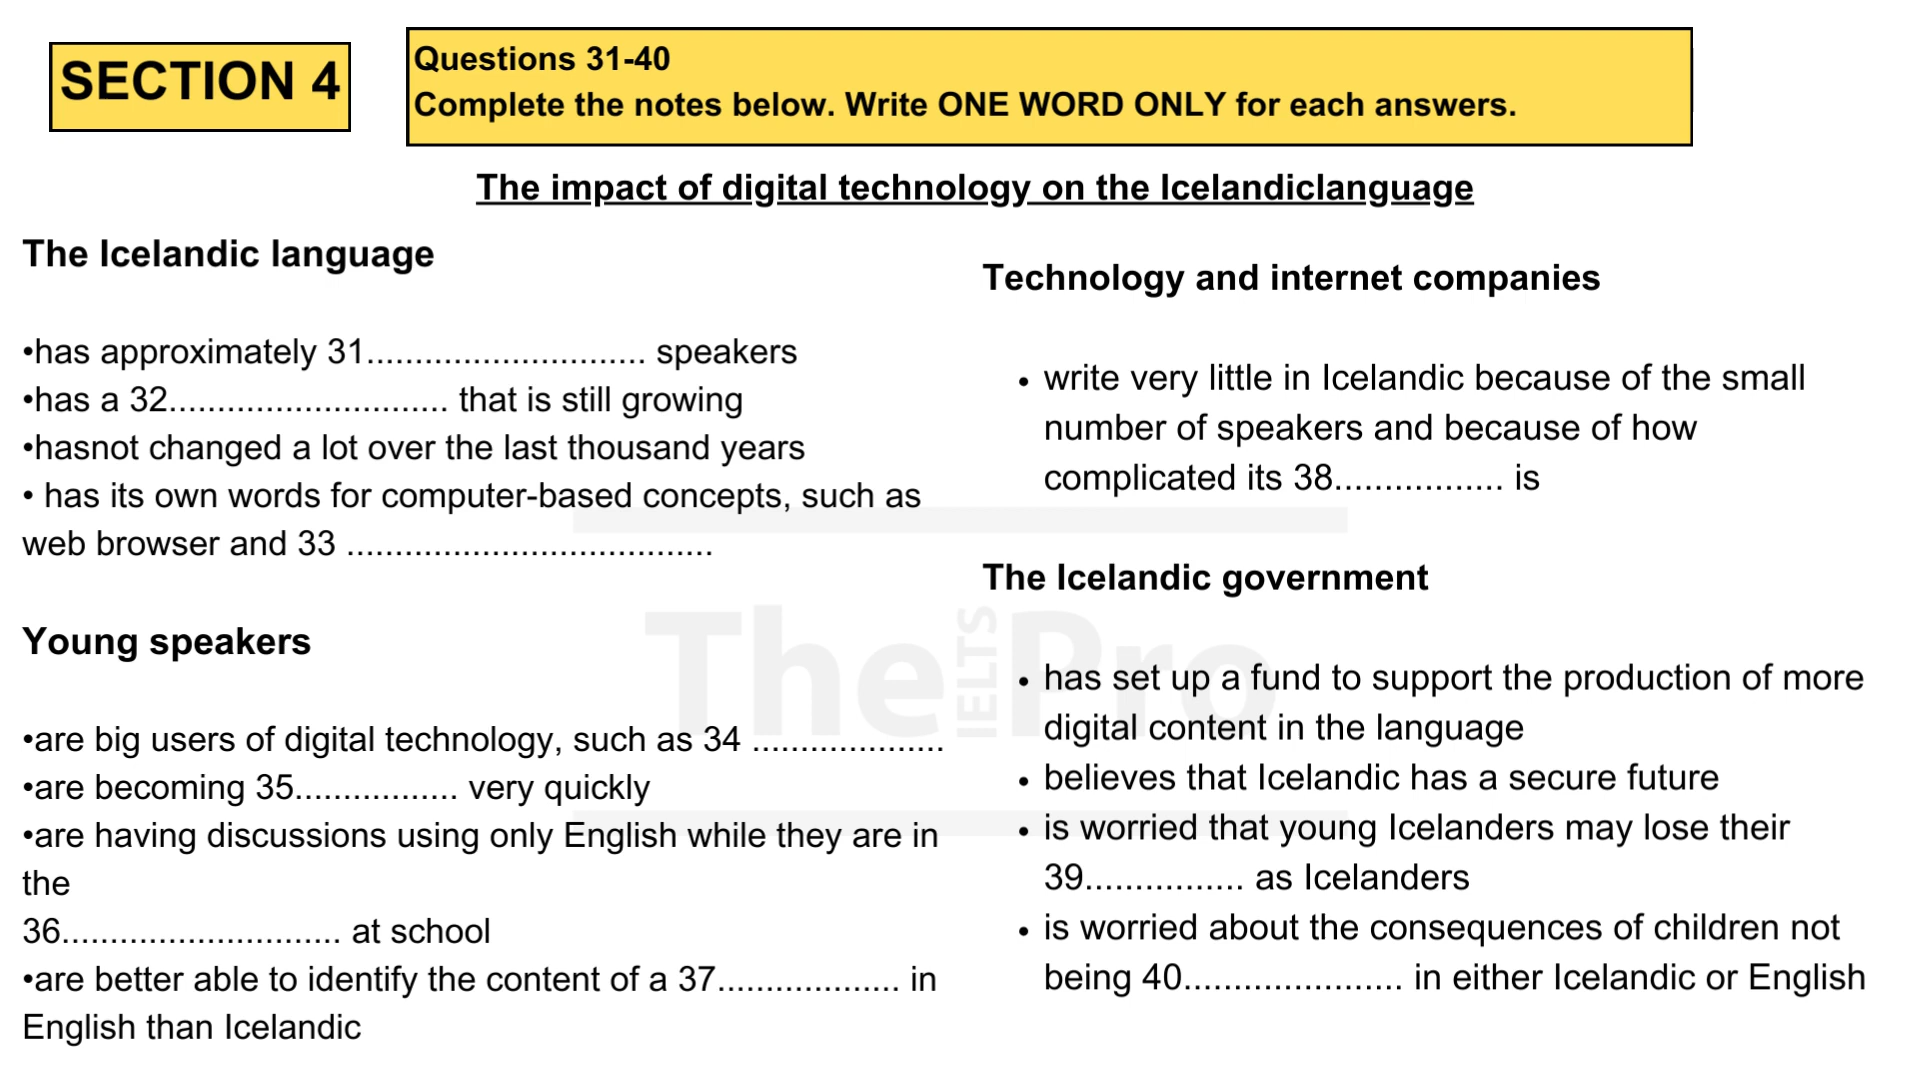 SECTION 4
Questions 31-40
Complete the notes below. Write ONE WORD ONLY for each answers.
The impact of digital technology on the Icelandiclanguage
The Icelandic language
•has approximately 31............................. speakers
•has a 32............................. that is still growing
•hasnot changed a lot over the last thousand years
• has its own words for computer-based concepts, such as
web browser and 33 ......................................
Young speakers
•are big users of digital technology, such as 34 ....................
•are becoming 35................. very quickly
•are having discussions using only English while they are in
the
36............................. at school
•are better able to identify the content of a 37................... in
English than Icelandic
Technology and internet companies
• write very little in Icelandic because of the small
number of speakers and because of how
complicated its 38................. is
The Icelandic government
• has set up a fund to support the production of more
digital content in the language
• believes that Icelandic has a secure future
• is worried that young Icelanders may lose their
39................ as Icelanders
• is worried about the consequences of children not
being 40....................... in either Icelandic or English
The IELTS Pro